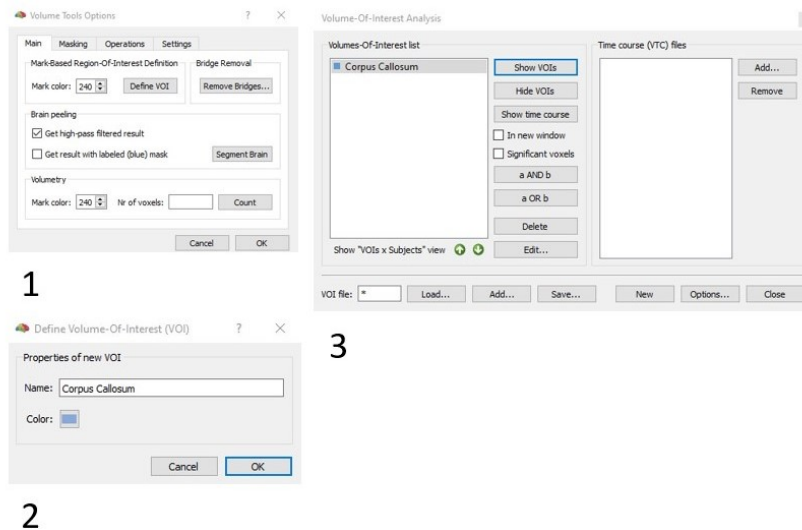 Volume Tools Options ?
Main Masking Operations Settings
Mark-Based Region-Of-Interest Definition Bridge Removal
Mark color: 240 Define VOI Remove Bridges...
Brain peeling
Get high-pass filtered result
Get result with labeled (blue) mask Segment Brain
Volumetry
Mark color: 240 Nr of voxels: Count
Cancel OK
1
Define Volume-Of-Interest (VOI) ?
Properties of new VOI
Name: Corpus Callosum
Color:
Cancel OK
2
Volume-Of-Interest Analysis
Volumes-Of-Interest list Time course (VTC) files
Corpus Callosum Show VOIs Add...
Hide VOIs Remove
Show time course
In new window
Significant voxels
a AND b
a OR b
Delete
Show "VOIs x Subjects" view Edit...
VOI file: * Load... Add... Save... New Options... Close
3